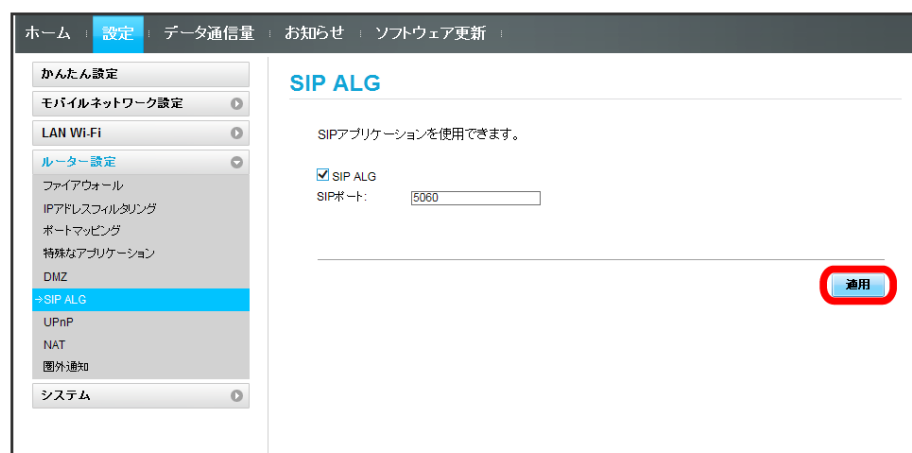 ホーム 設定 データ通信量 お知らせ ソフトウェア更新
かんたん設定
モバイルネットワーク設定
LAN Wi-Fi
ルーター設定
ファイアウォール
IPアドレスフィルタリング
ポートマッピング
特殊なアプリケーション
DMZ
→SIP ALG
UPnP
NAT
圏外通知
システム
SIP ALG
SIPアプリケーションを使用できます。
SIP ALG
SIPポート: 5060
適用